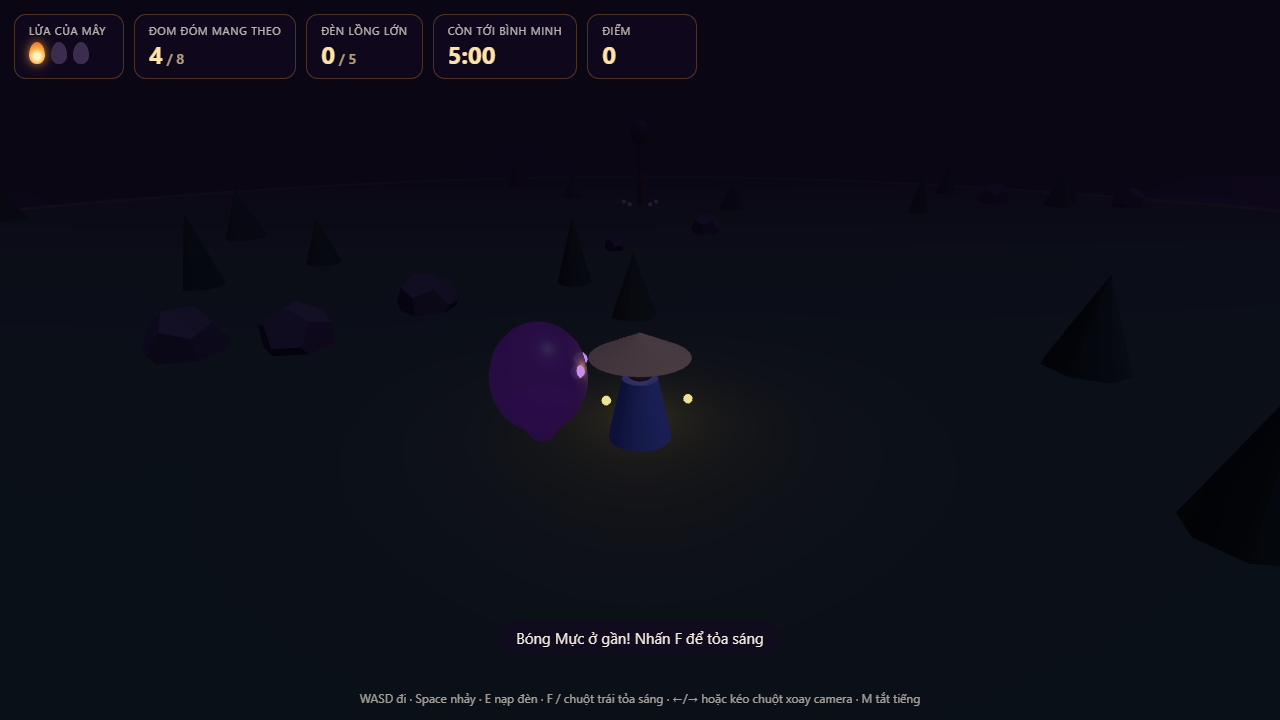 LỬA CỦA MÂY
ĐOM ĐÓM MANG THEO
4 / 8
ĐÈN LỒNG LỚN
0 / 5
CÒN TỚI BÌNH MINH
5:00
ĐIỂM
0
Bóng Mực ở gần! Nhấn F để tỏa sáng
WASD đi · Space nhảy · E nạp đèn · F / chuột trái tỏa sáng · ←/→ hoặc kéo chuột xoay camera · M tắt tiếng